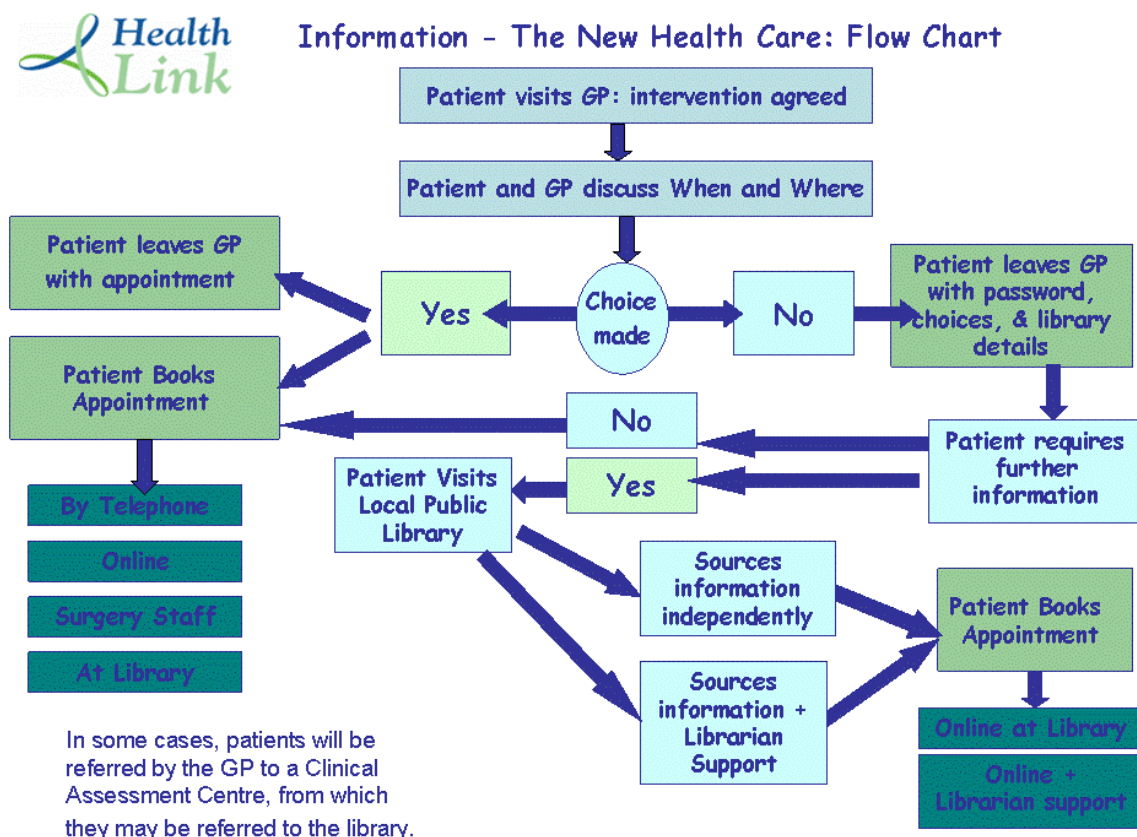 Health
Link
Information - The New Health Care: Flow Chart
Patient visits GP: intervention agreed
Patient and GP discuss When and Where
Patient leaves GP
with appointment
Yes
Choice
made
No
Patient leaves GP
with password,
choices, & library
details
Patient Books
Appointment
No
Patient requires
further
information
Yes
Patient Visits
Local Public
Library
By Telephone
Online
Surgery Staff
At Library
Sources
information
independently
Patient Books
Appointment
Sources
information +
Librarian
Support
Online at Library
Online +
Librarian support
In some cases, patients will be
referred by the GP to a Clinical
Assessment Centre, from which
they may be referred to the library.